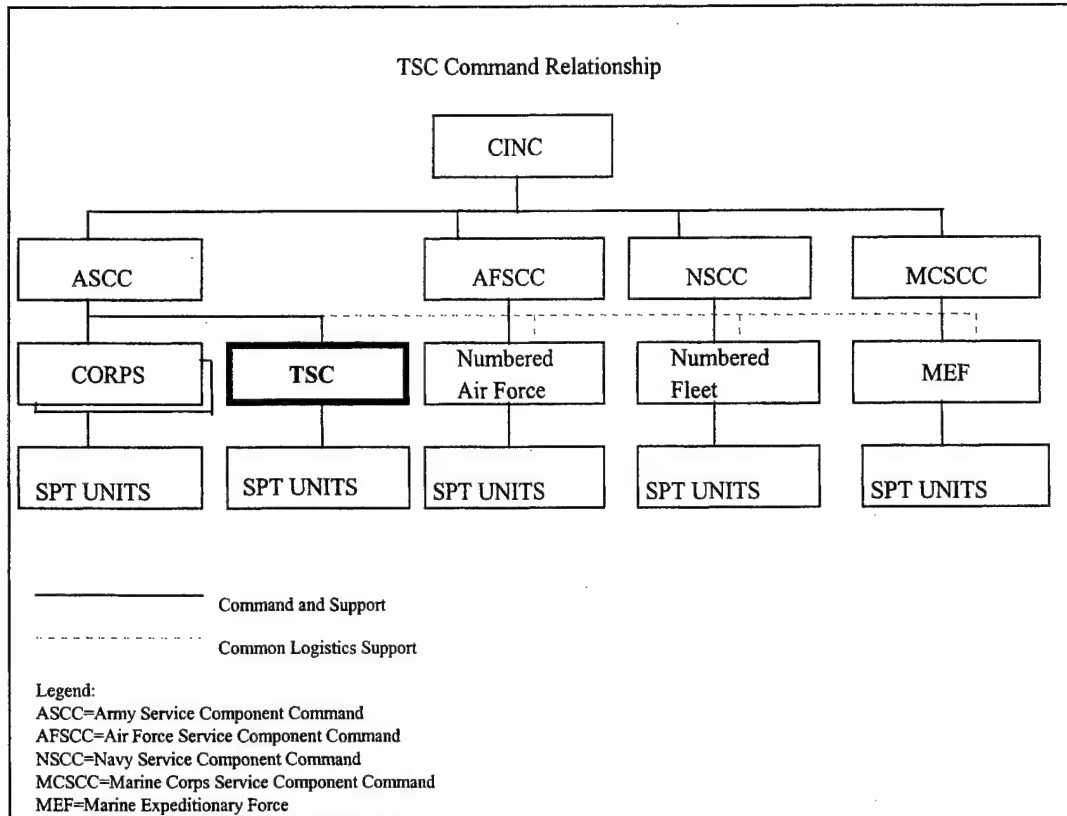 TSC Command Relationship
CINC
ASCC
AFSCC
NSCC
MCSCC
CORPS
TSC
Numbered
Air Force
Numbered
Fleet
MEF
SPT UNITS
SPT UNITS
SPT UNITS
SPT UNITS
SPT UNITS
Command and Support
Common Logistics Support
Legend:
ASCC=Army Service Component Command
AFSCC=Air Force Service Component Command
NSCC=Navy Service Component Command
MCSCC=Marine Corps Service Component Command
MEF=Marine Expeditionary Force